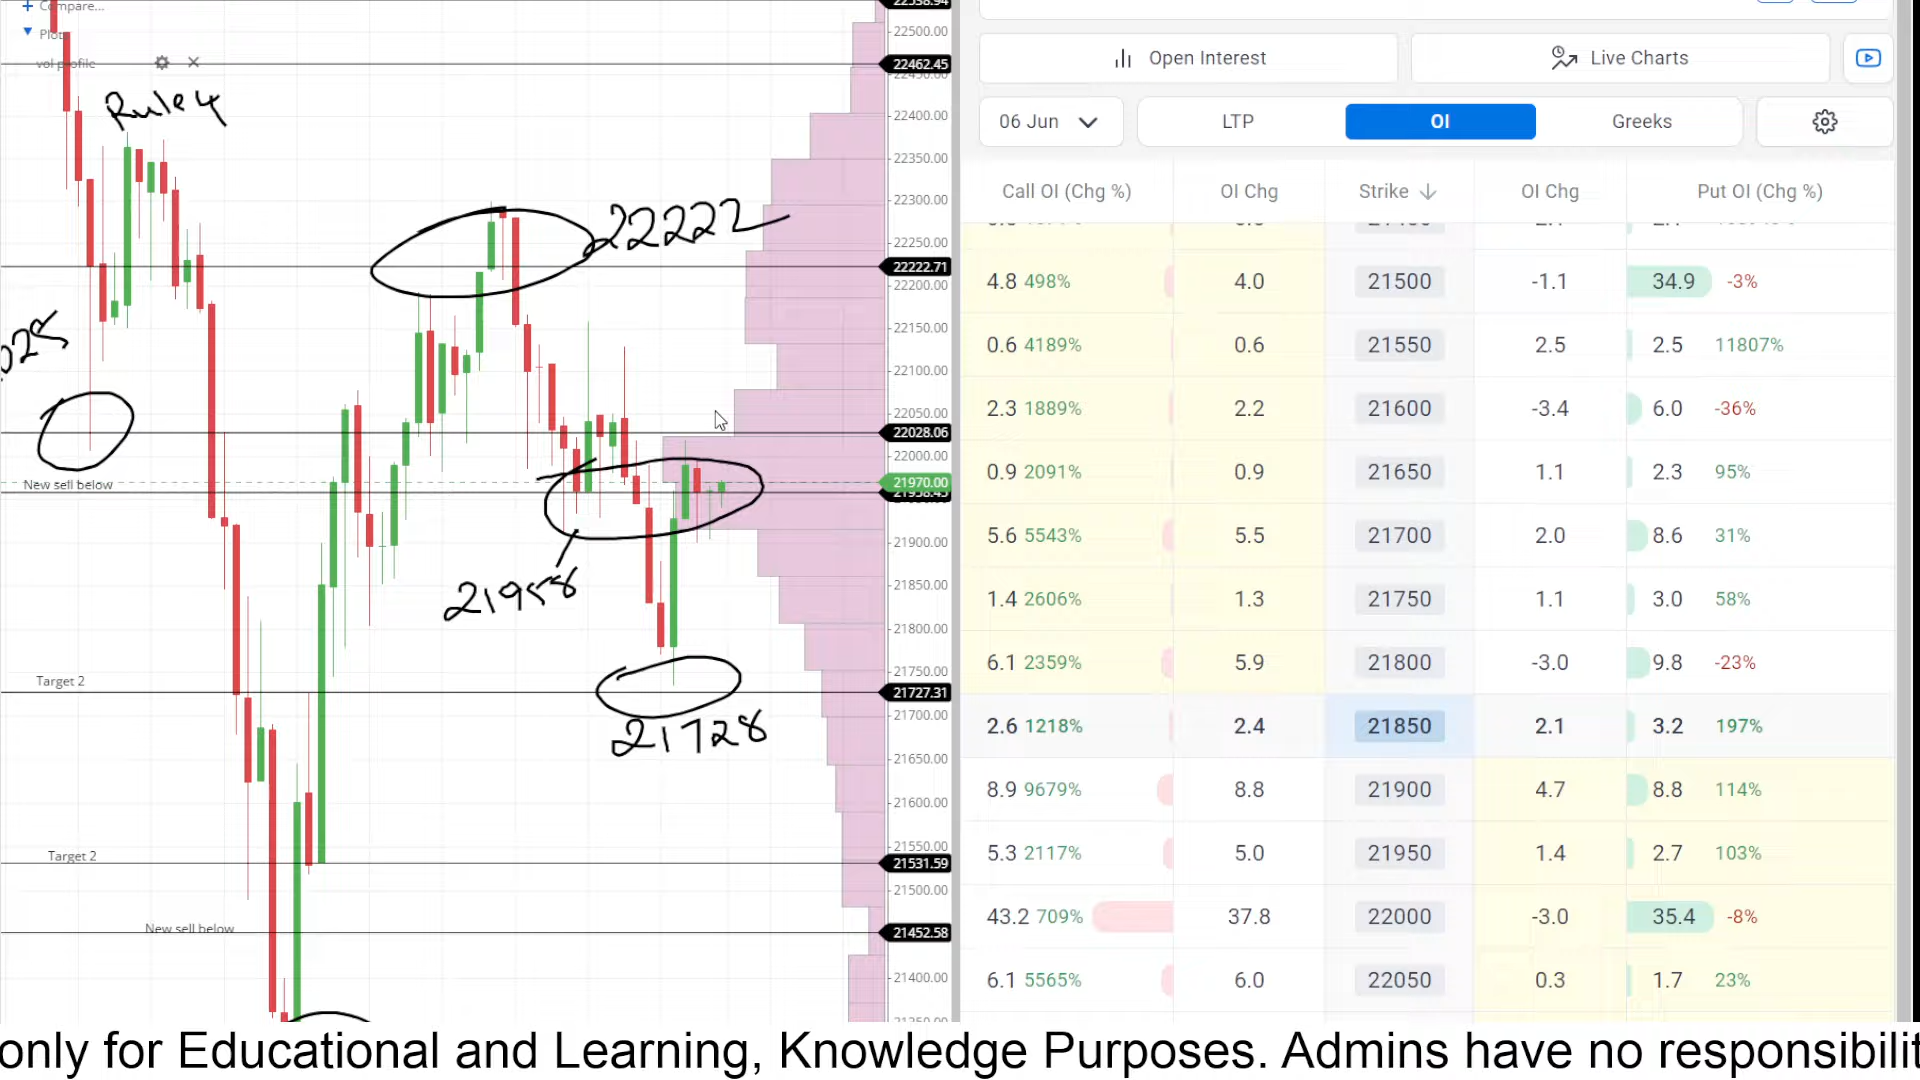 Compare...
Plots
vol profile
Rule 4
22222
21958
21728
New sell below
Target 2
Target 2
New sell below
22538.94
22500.00
22462.45
22450.00
22400.00
22350.00
22300.00
22250.00
22222.71
22200.00
22150.00
22100.00
22050.00
22028.06
22000.00
21970.00
21958.45
21900.00
21850.00
21800.00
21750.00
21727.31
21700.00
21650.00
21600.00
21550.00
21531.59
21500.00
21452.58
21400.00
21350.00
Open Interest
Live Charts
06 Jun
LTP
OI
Greeks
Call OI (Chg %) OI Chg Strike ↓ OI Chg Put OI (Chg %)
4.8 498% 4.0 21500 -1.1 34.9 -3%
0.6 4189% 0.6 21550 2.5 2.5 11807%
2.3 1889% 2.2 21600 -3.4 6.0 -36%
0.9 2091% 0.9 21650 1.1 2.3 95%
5.6 5543% 5.5 21700 2.0 8.6 31%
1.4 2606% 1.3 21750 1.1 3.0 58%
6.1 2359% 5.9 21800 -3.0 9.8 -23%
2.6 1218% 2.4 21850 2.1 3.2 197%
8.9 9679% 8.8 21900 4.7 8.8 114%
5.3 2117% 5.0 21950 1.4 2.7 103%
43.2 709% 37.8 22000 -3.0 35.4 -8%
6.1 5565% 6.0 22050 0.3 1.7 23%
only for Educational and Learning, Knowledge Purposes. Admins have no responsibilit